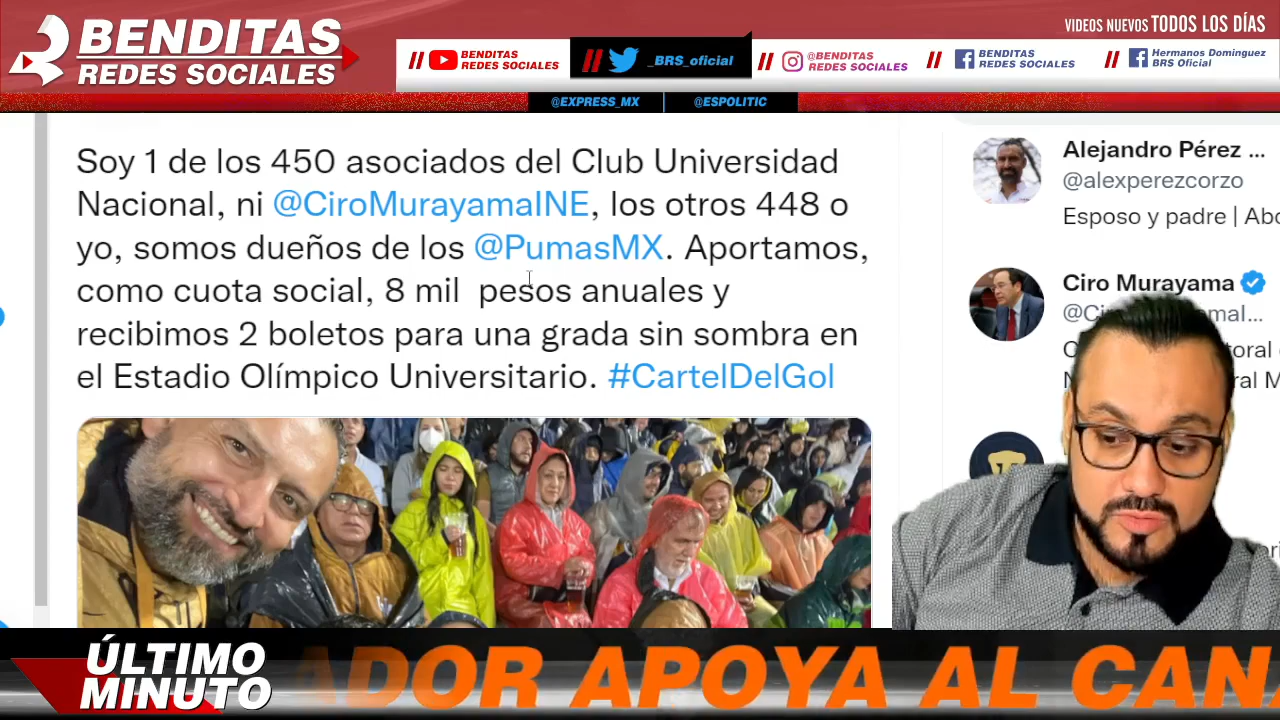 BENDITAS
REDES SOCIALES
VIDEOS NUEVOS TODOS LOS DÍAS
// BENDITAS
REDES SOCIALES
// _BRS_oficial
// @BENDITAS
REDES SOCIALES
// BENDITAS
REDES SOCIALES
// Hermanos Dominguez
BRS Oficial
@EXPRESS_MX
@ESPOLITIC
Soy 1 de los 450 asociados del Club Universidad
Nacional, ni @CiroMurayamaINE, los otros 448 o
yo, somos dueños de los @PumasMX. Aportamos,
como cuota social, 8 mil pesos anuales y
recibimos 2 boletos para una grada sin sombra en
el Estadio Olímpico Universitario. #CartelDelGol
Alejandro Pérez ...
@alexperezcorzo
Esposo y padre | Abo
Ciro Murayama
ÚLTIMO
MINUTO
ADOR APOYA AL CAN